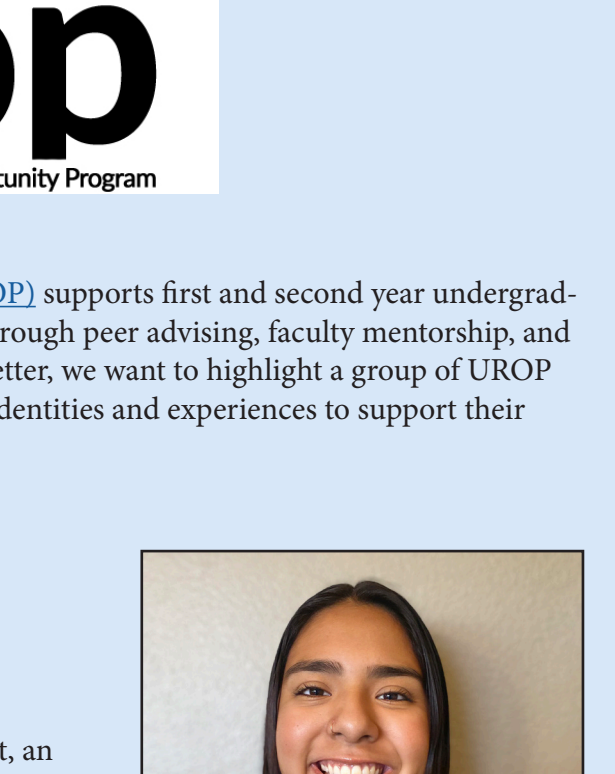 op
tunity Program
OP) supports first and second year undergrad-
rough peer advising, faculty mentorship, and
etter, we want to highlight a group of UROP
dentities and experiences to support their
t, an